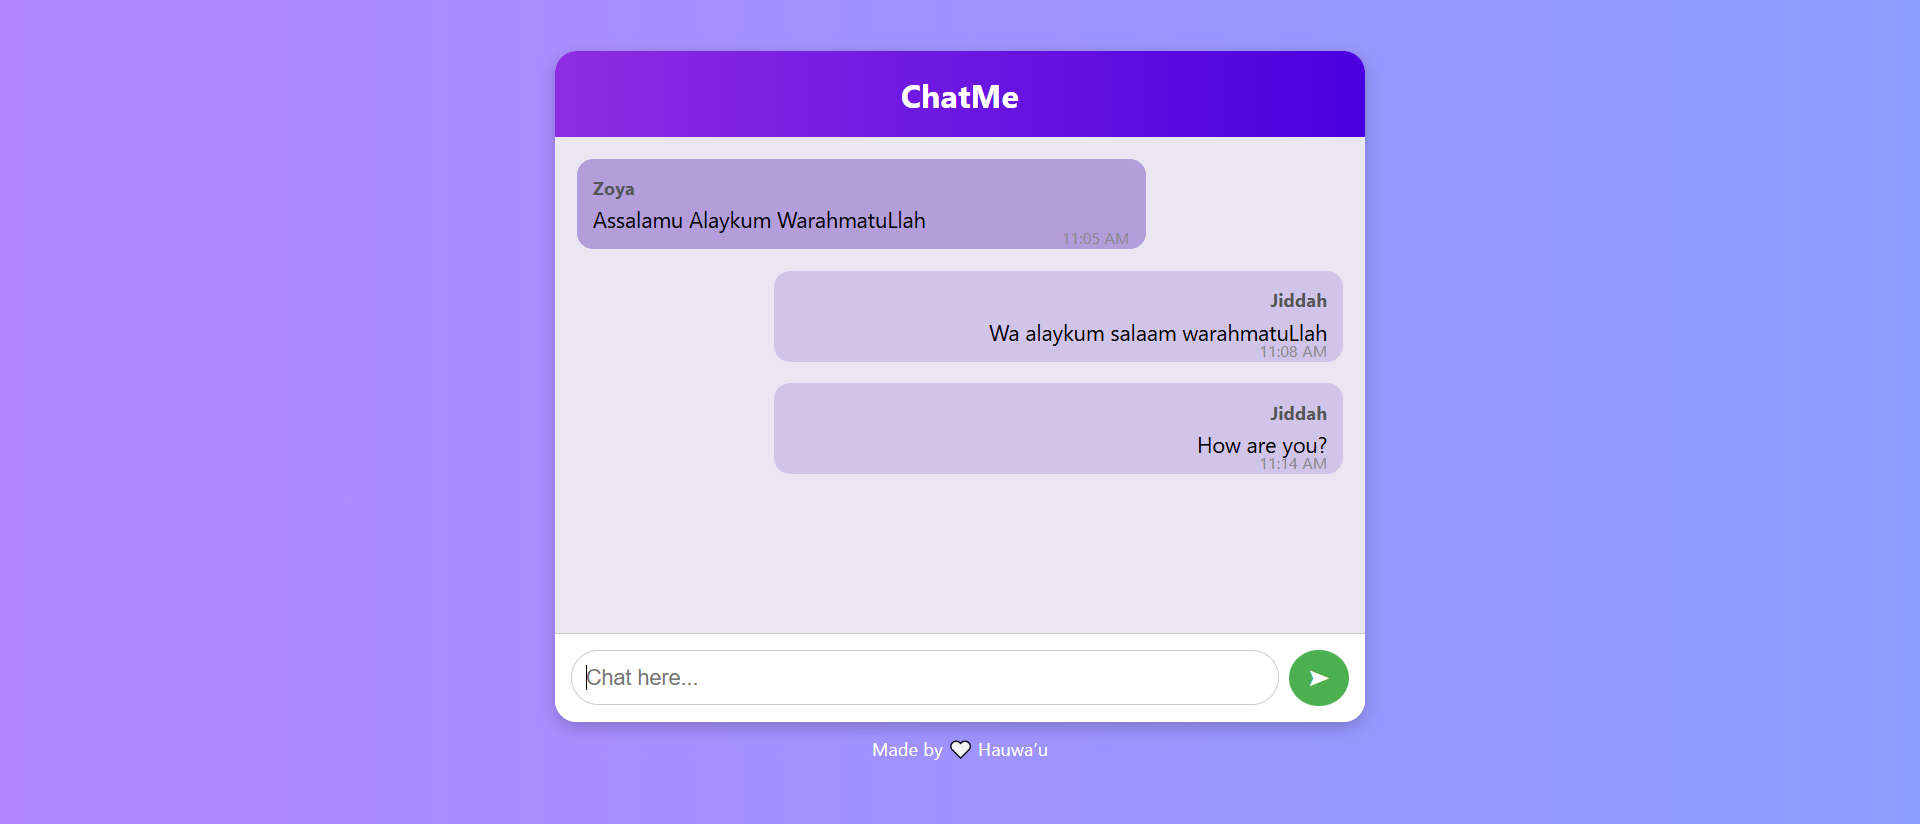 ChatMe
Zoya
Assalamu Alaykum WarahmatuLlah
11:05 AM
Jiddah
Wa alaykum salaam warahmatuLlah
11:08 AM
Jiddah
How are you?
11:14 AM
Chat here...
Made by 🤍 Hauwa'u